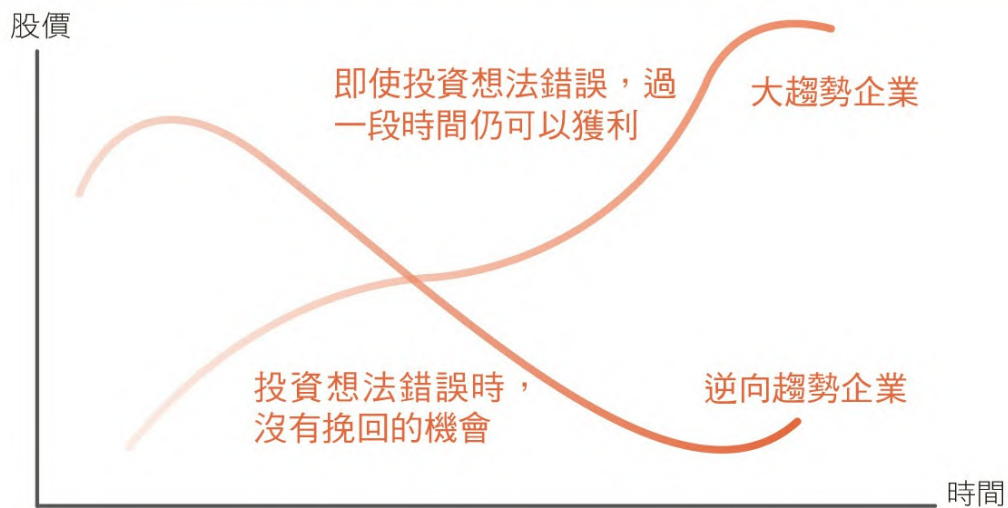 股價
即使投資想法錯誤，過
一段時間仍可以獲利
大趨勢企業
投資想法錯誤時，
沒有挽回的機會
逆向趨勢企業
時間